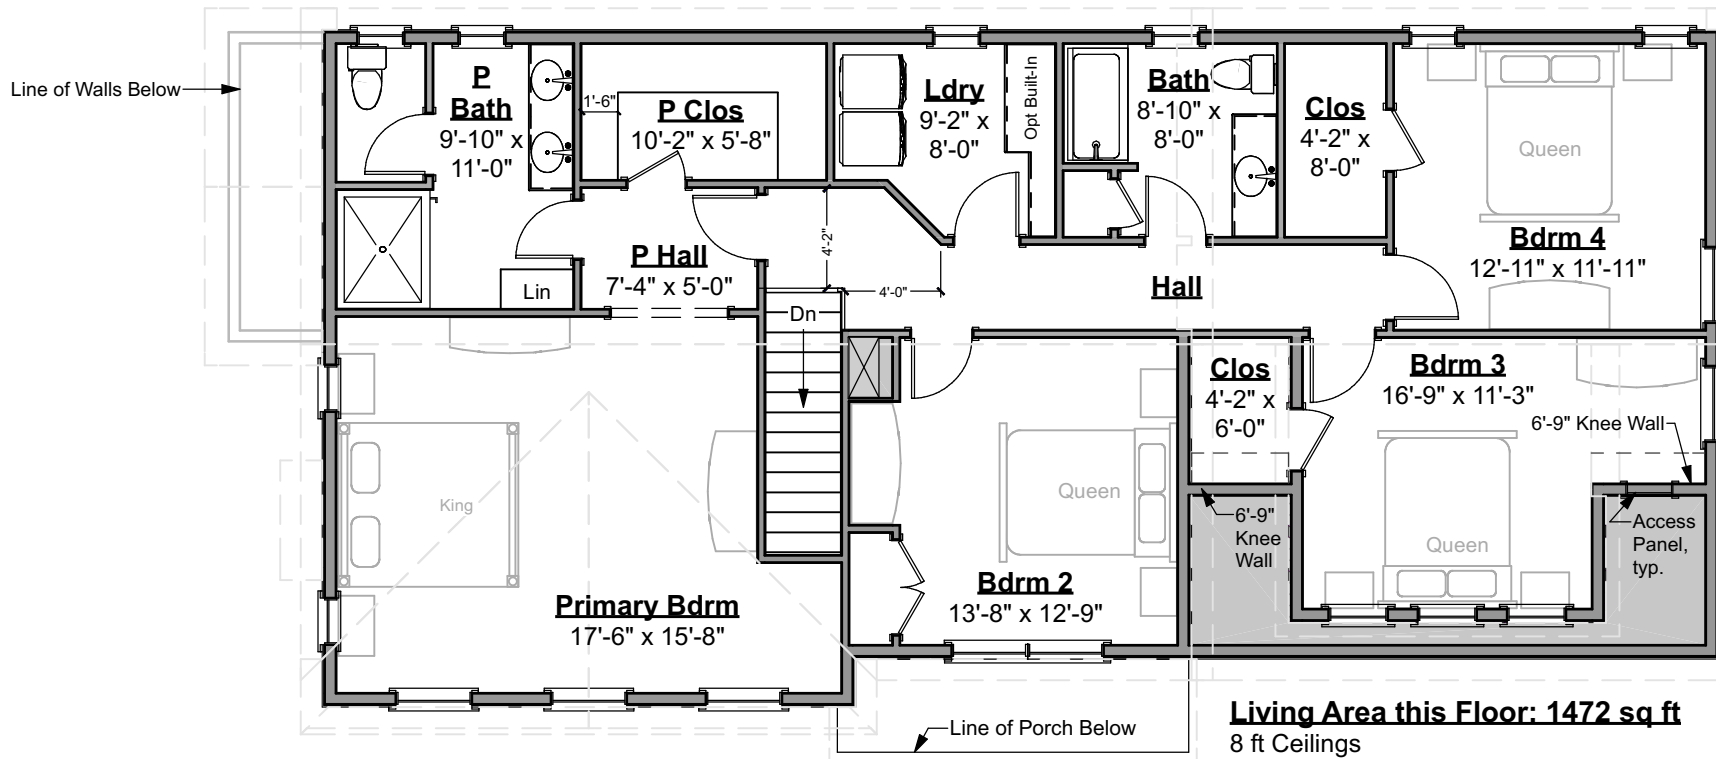 Line of Walls Below
P
Bath
9'-10" x
11'-0"
1'-6"
P Clos
10'-2" x 5'-8"
Ldry
9'-2" x
8'-0"
Opt Built-In
Bath
8'-10" x
8'-0"
Clos
4'-2" x
8'-0"
Queen
Bdrm 4
12'-11" x 11'-11"
P Hall
7'-4" x 5'-0"
Lin
4'-2"
4'-0"
Hall
Dn
Clos
4'-2" x
6'-0"
Bdrm 3
16'-9" x 11'-3"
6'-9" Knee Wall
King
Queen
6'-9"
Knee
Wall
Queen
Access
Panel,
typ.
Primary Bdrm
17'-6" x 15'-8"
Bdrm 2
13'-8" x 12'-9"
Line of Porch Below
Living Area this Floor: 1472 sq ft
8 ft Ceilings